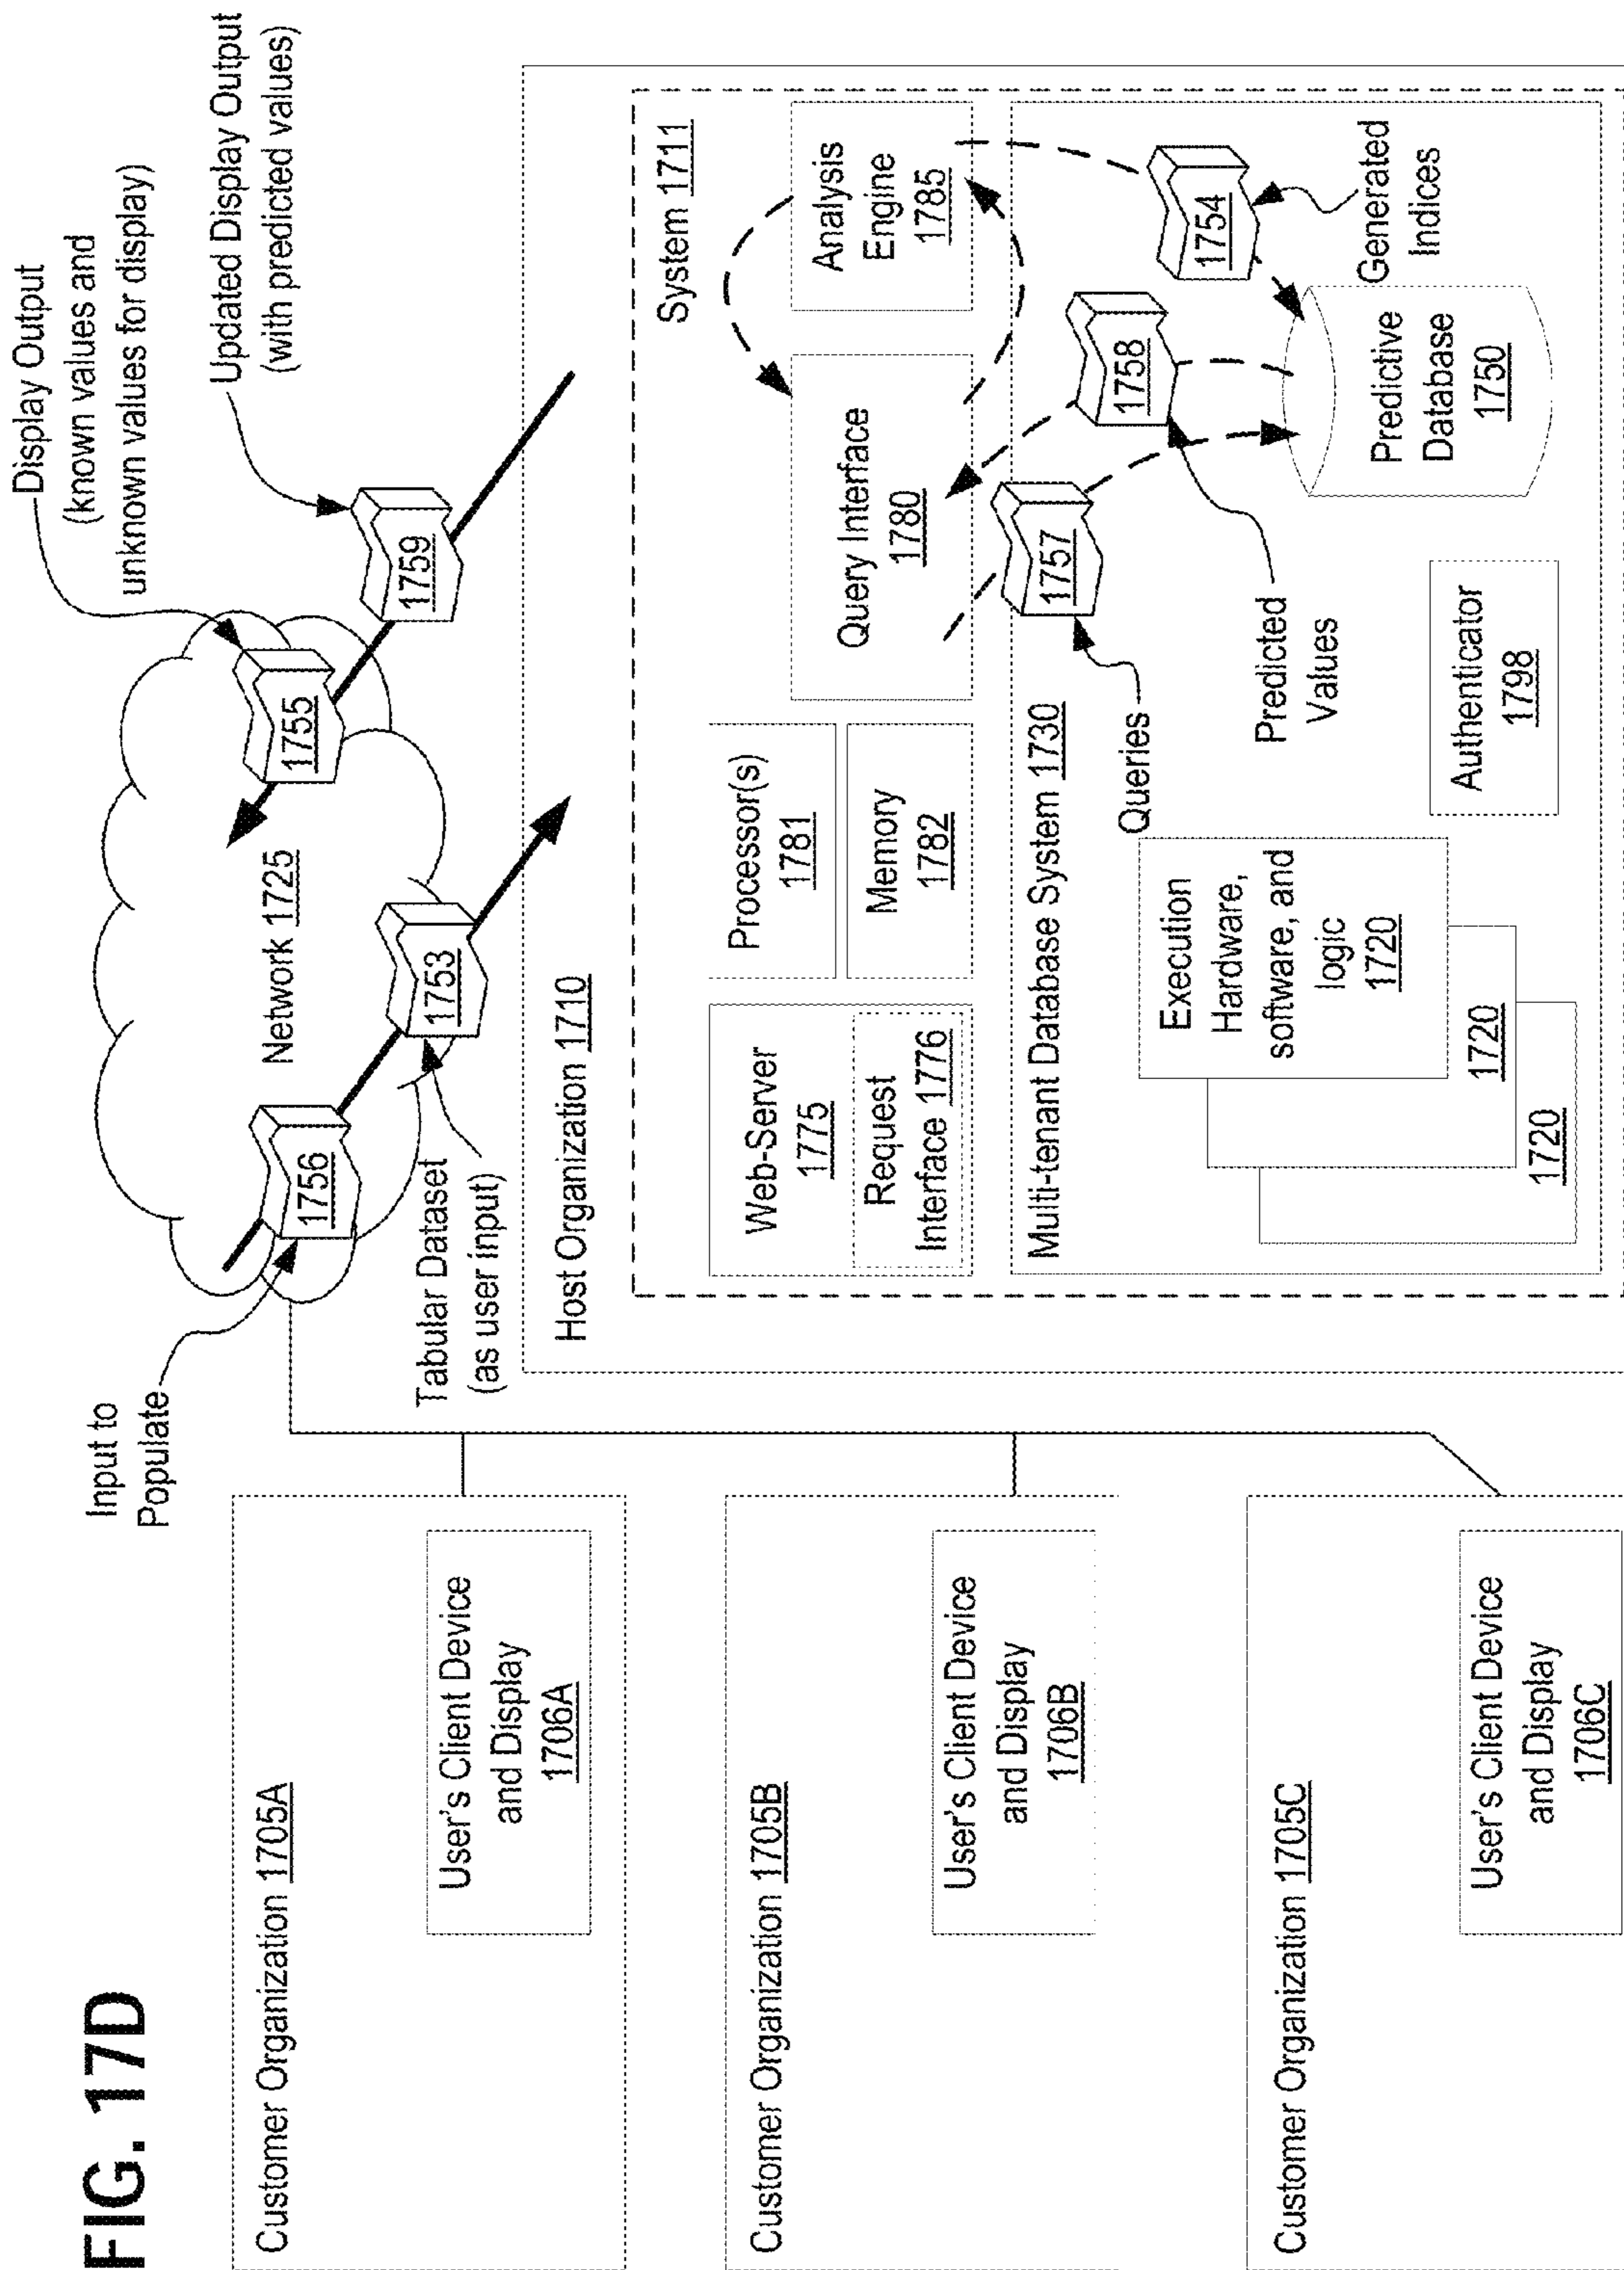 FIG. 17D
Customer Organization 1705A
User's Client Device
and Display
1706A
Customer Organization 1705B
User's Client Device
and Display
1706B
Customer Organization 1705C
User's Client Device
and Display
1706C
Input to
Populate
1756
Network 1725
1753
Tabular Dataset
(as user input)
1755
Display Output
(known values and
unknown values for display)
1759
Updated Display Output
(with predicted values)
Host Organization 1710
System 1711
Web-Server
1775
Request
Interface 1776
Processor(s)
1781
Memory
1782
Query Interface
1780
Analysis
Engine
1785
Multi-tenant Database System 1730
Execution
Hardware,
software, and
logic
1720
1720
1720
Queries
1757
1758
Predicted
Values
1754
Generated
Indices
Predictive
Database
1750
Authenticator
1798